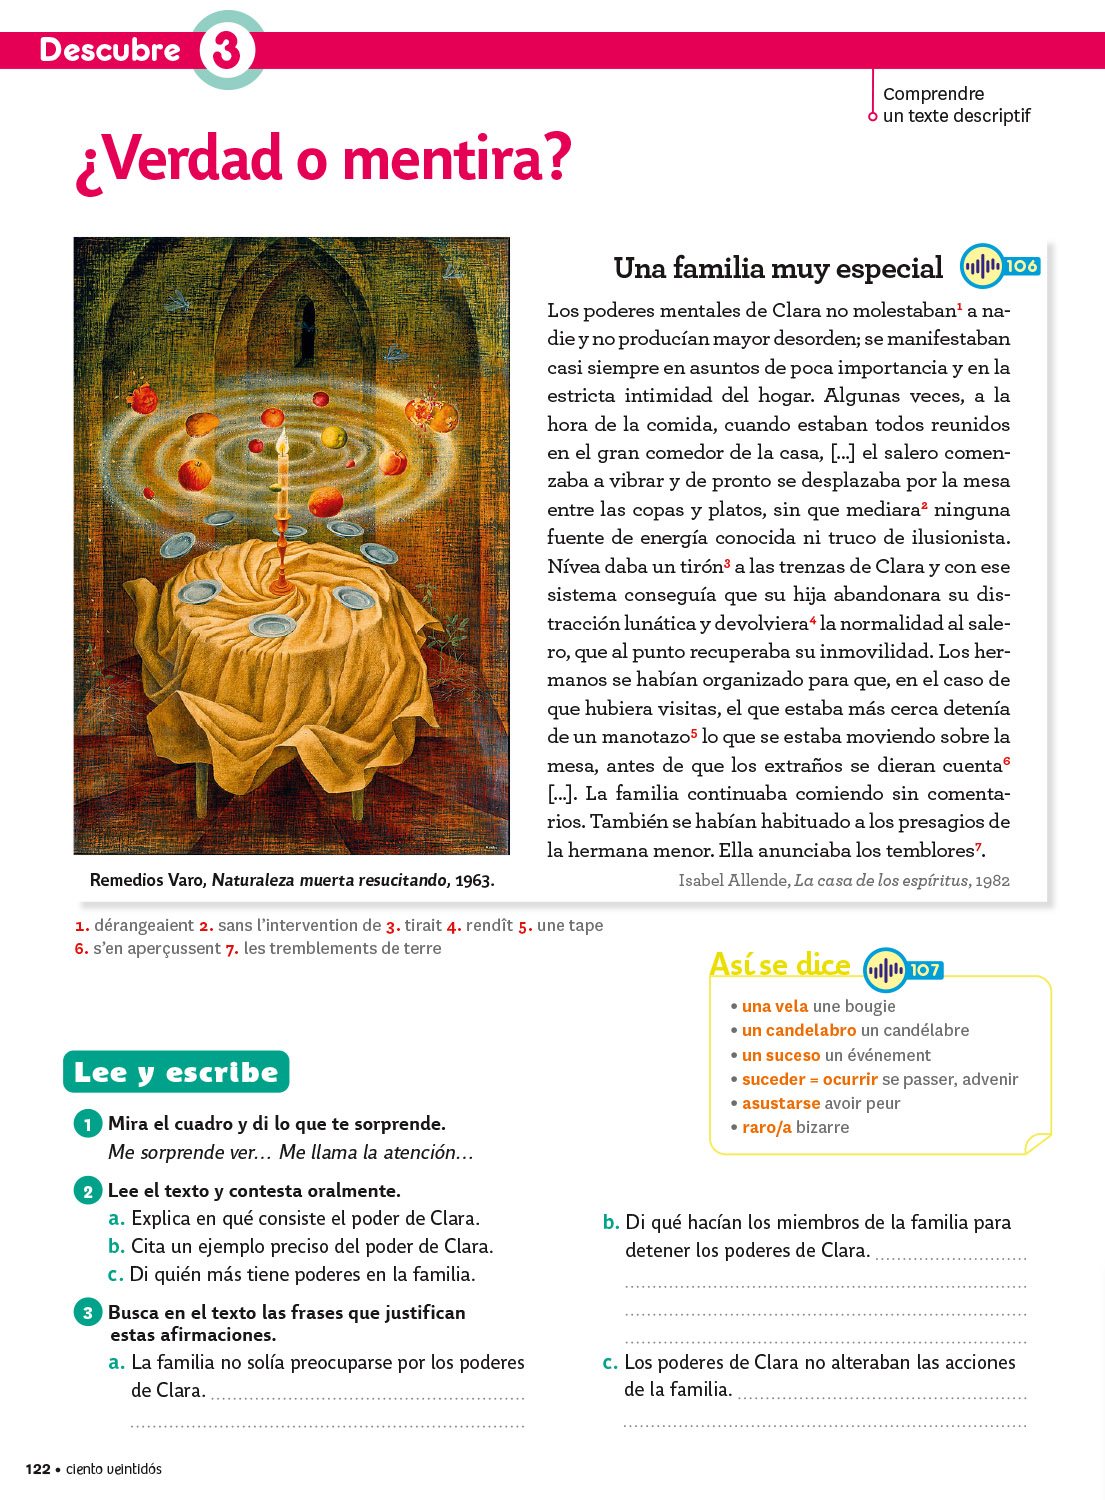 Descubre 3
Comprendre
un texte descriptif
¿Verdad o mentira?
Una familia muy especial
106
Los poderes mentales de Clara no molestaban1 a na-
die y no producían mayor desorden; se manifestaban
casi siempre en asuntos de poca importancia y en la
estricta intimidad del hogar. Algunas veces, a la
hora de la comida, cuando estaban todos reunidos
en el gran comedor de la casa, [...] el salero comen-
zaba a vibrar y de pronto se desplazaba por la mesa
entre las copas y platos, sin que mediara2 ninguna
fuente de energía conocida ni truco de ilusionista.
Nívea daba un tirón3 a las trenzas de Clara y con ese
sistema conseguía que su hija abandonara su dis-
tracción lunática y devolviera4 la normalidad al sale-
ro, que al punto recuperaba su inmovilidad. Los her-
manos se habían organizado para que, en el caso de
que hubiera visitas, el que estaba más cerca detenía
de un manotazo5 lo que se estaba moviendo sobre la
mesa, antes de que los extraños se dieran cuenta6
[...]. La familia continuaba comiendo sin comenta-
rios. También se habían habituado a los presagios de
la hermana menor. Ella anunciaba los temblores7.
Isabel Allende, La casa de los espíritus, 1982
Remedios Varo, Naturaleza muerta resucitando, 1963.
1. dérangeaient 2. sans l'intervention de 3. tirait 4. rendît 5. une tape
6. s'en aperçussent 7. les tremblements de terre
Así se dice
107
• una vela une bougie
• un candelabro un candélabre
• un suceso un événement
• suceder = ocurrir se passer, advenir
• asustarse avoir peur
• raro/a bizarre
Lee y escribe
1 Mira el cuadro y di lo que te sorprende.
Me sorprende ver... Me llama la atención...
2 Lee el texto y contesta oralmente.
a. Explica en qué consiste el poder de Clara.
b. Cita un ejemplo preciso del poder de Clara.
c. Di quién más tiene poderes en la familia.
3 Busca en el texto las frases que justifican
estas afirmaciones.
a. La familia no solía preocuparse por los poderes
de Clara.
b. Di qué hacían los miembros de la familia para
detener los poderes de Clara.
c. Los poderes de Clara no alteraban las acciones
de la familia.
122 • ciento veintidós